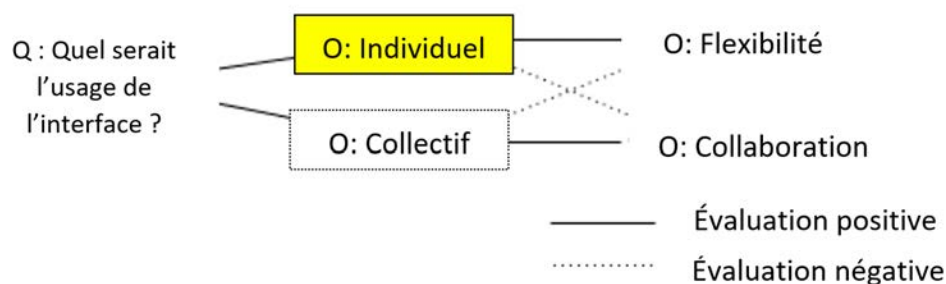 Q : Quel serait
l’usage de
l’interface ?
O: Individuel
O: Collectif
O: Flexibilité
O: Collaboration
Évaluation positive
Évaluation négative